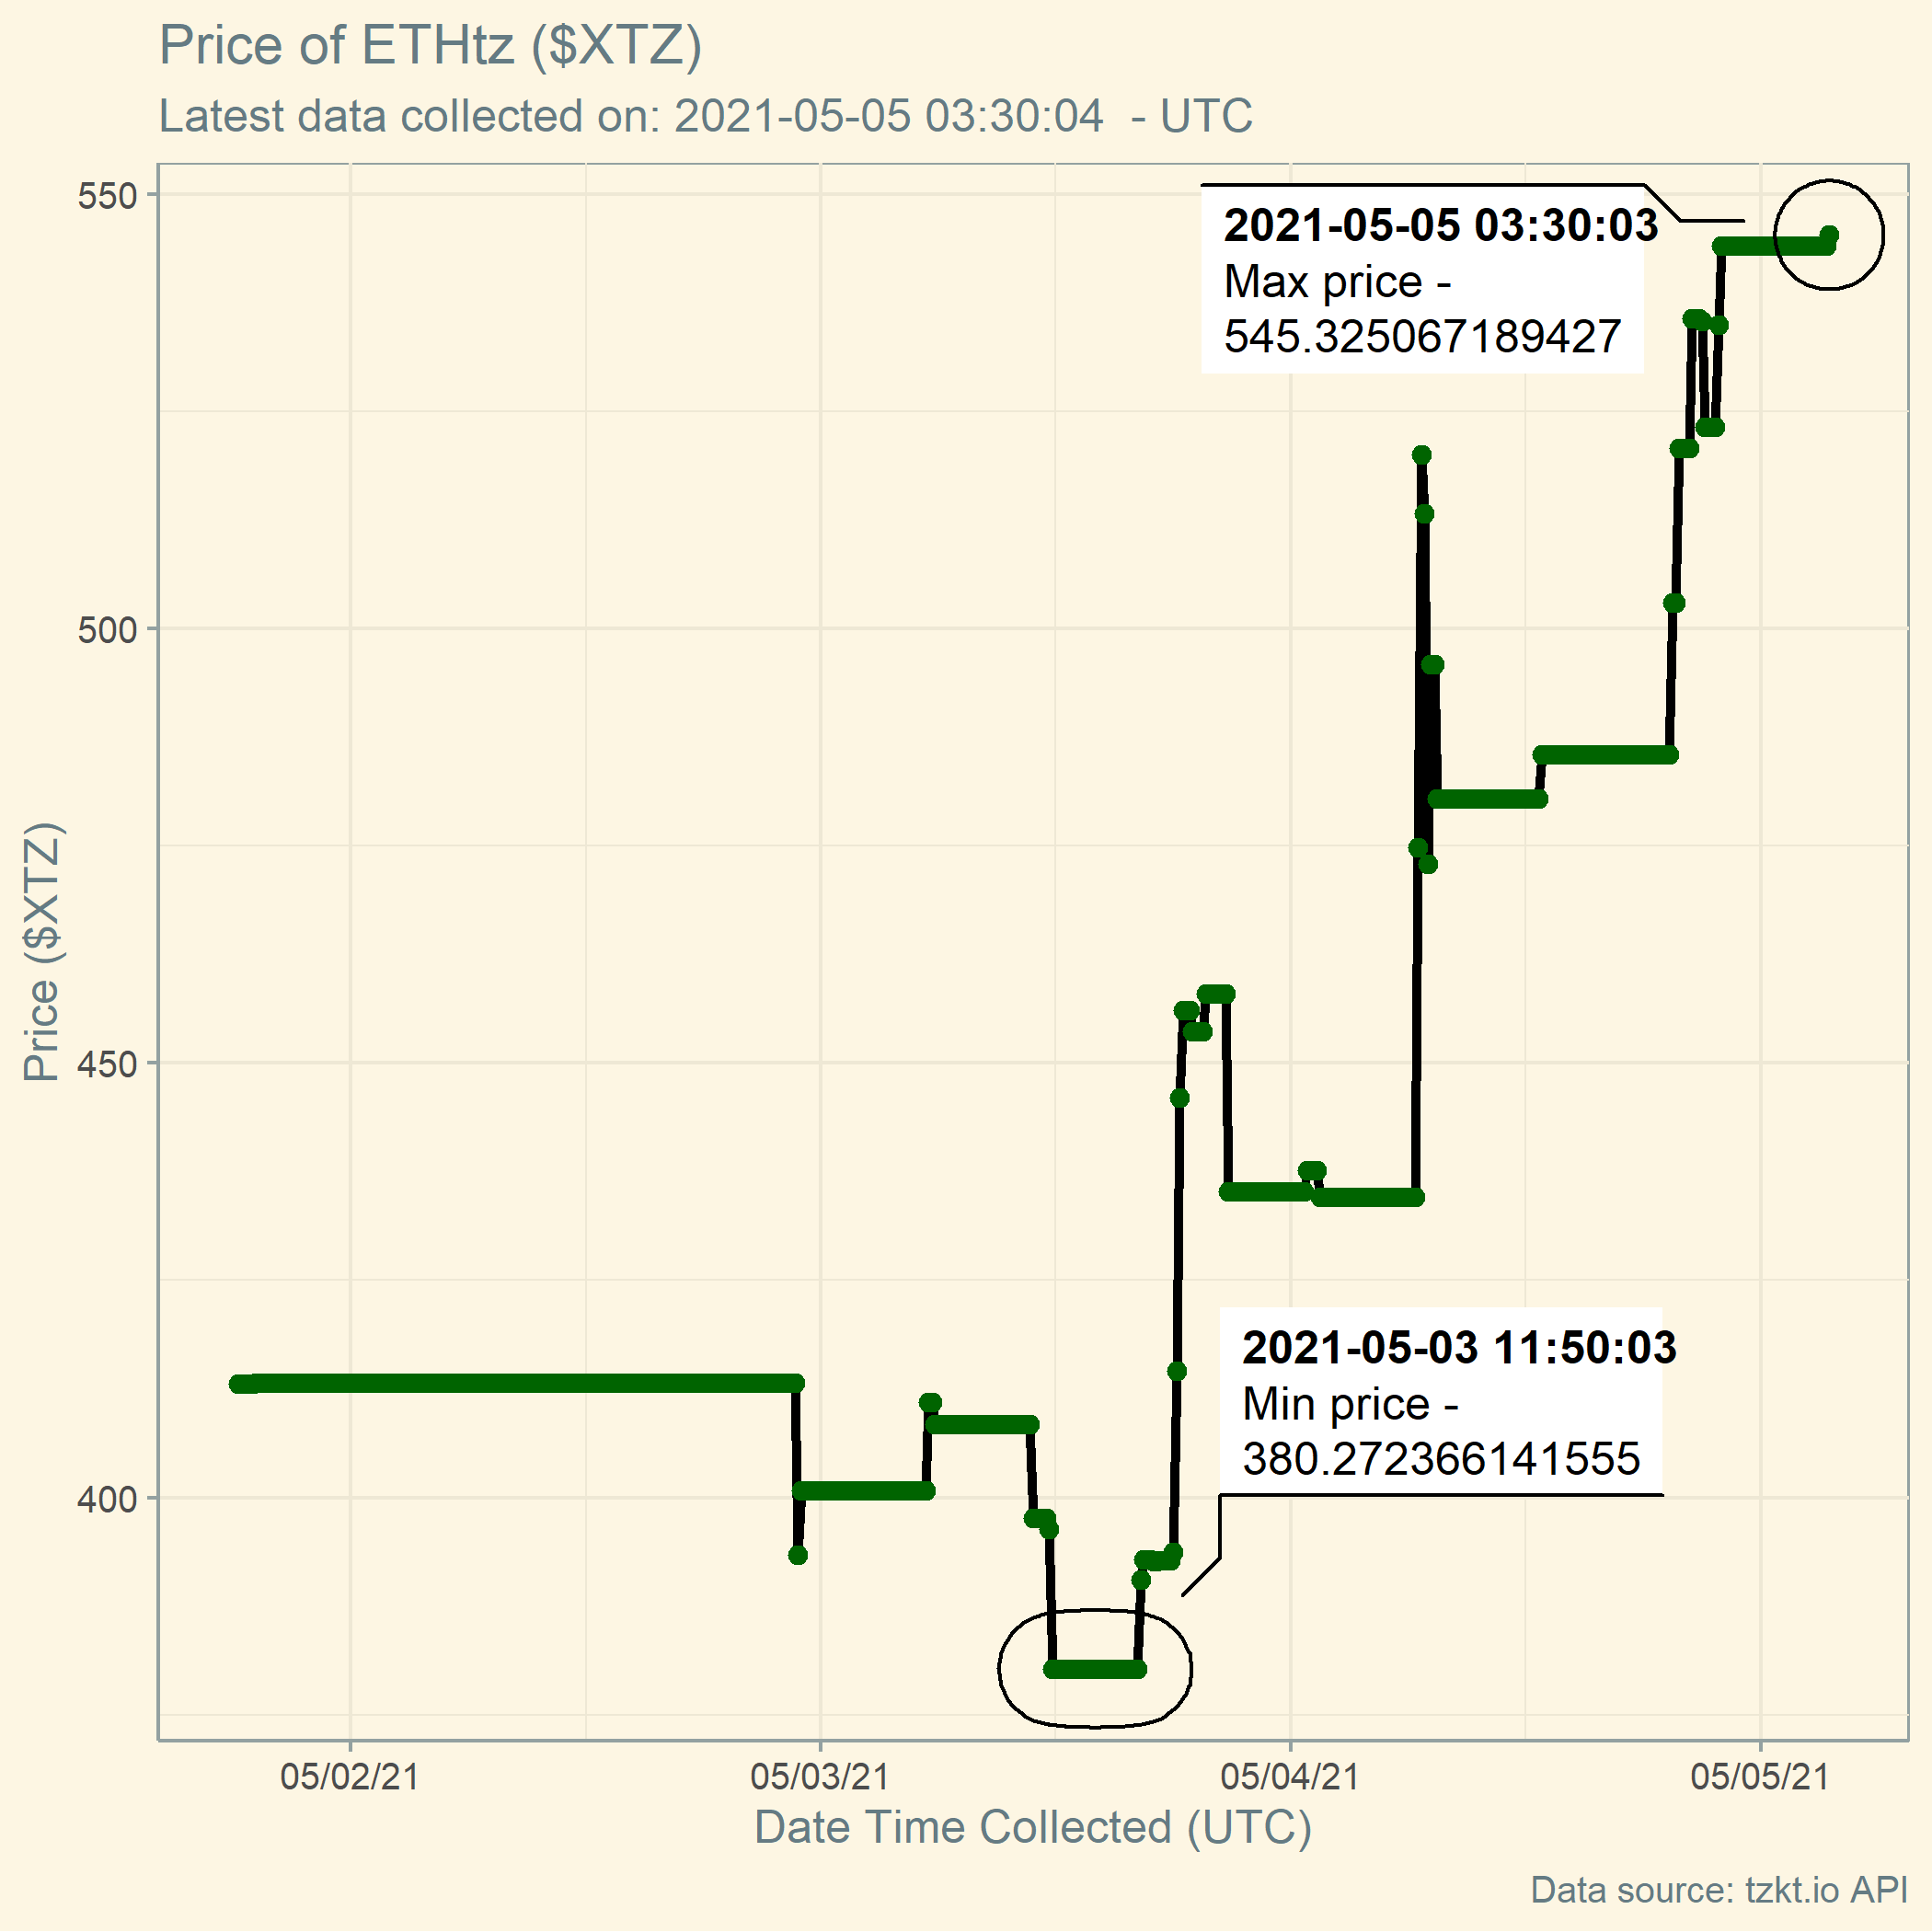 Price of ETHtz ($XTZ)
Latest data collected on: 2021-05-05 03:30:04  - UTC
550
500
450
400
Price ($XTZ)
2021-05-05 03:30:03
Max price -
545.325067189427
2021-05-03 11:50:03
Min price -
380.272366141555
05/02/21
05/03/21
05/04/21
05/05/21
Date Time Collected (UTC)
Data source: tzkt.io API